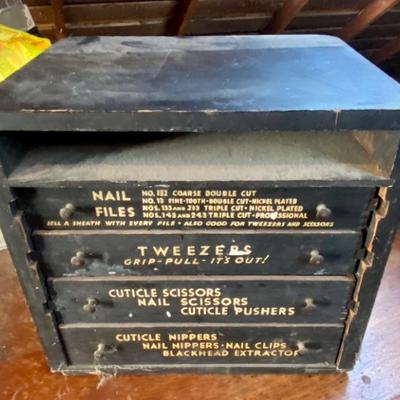 NAIL FILES
NO. 132 COARSE DOUBLE CUT
NO. 13 FINE-TOOTH-DOUBLE CUT-NICKEL PLATED
NOS. 133 AND 233 TRIPLE CUT-NICKEL PLATED
NOS. 143 AND 243 TRIPLE CUT-PROFESSIONAL
SELL A SHEATH WITH EVERY FILE - ALSO GOOD FOR TWEEZERS AND SCISSORS
TWEEZERS
GRIP-PULL-IT'S OUT!
CUTICLE SCISSORS
NAIL SCISSORS
CUTICLE PUSHERS
CUTICLE NIPPERS
NAIL NIPPERS-NAIL CLIPS
BLACKHEAD EXTRACTOR